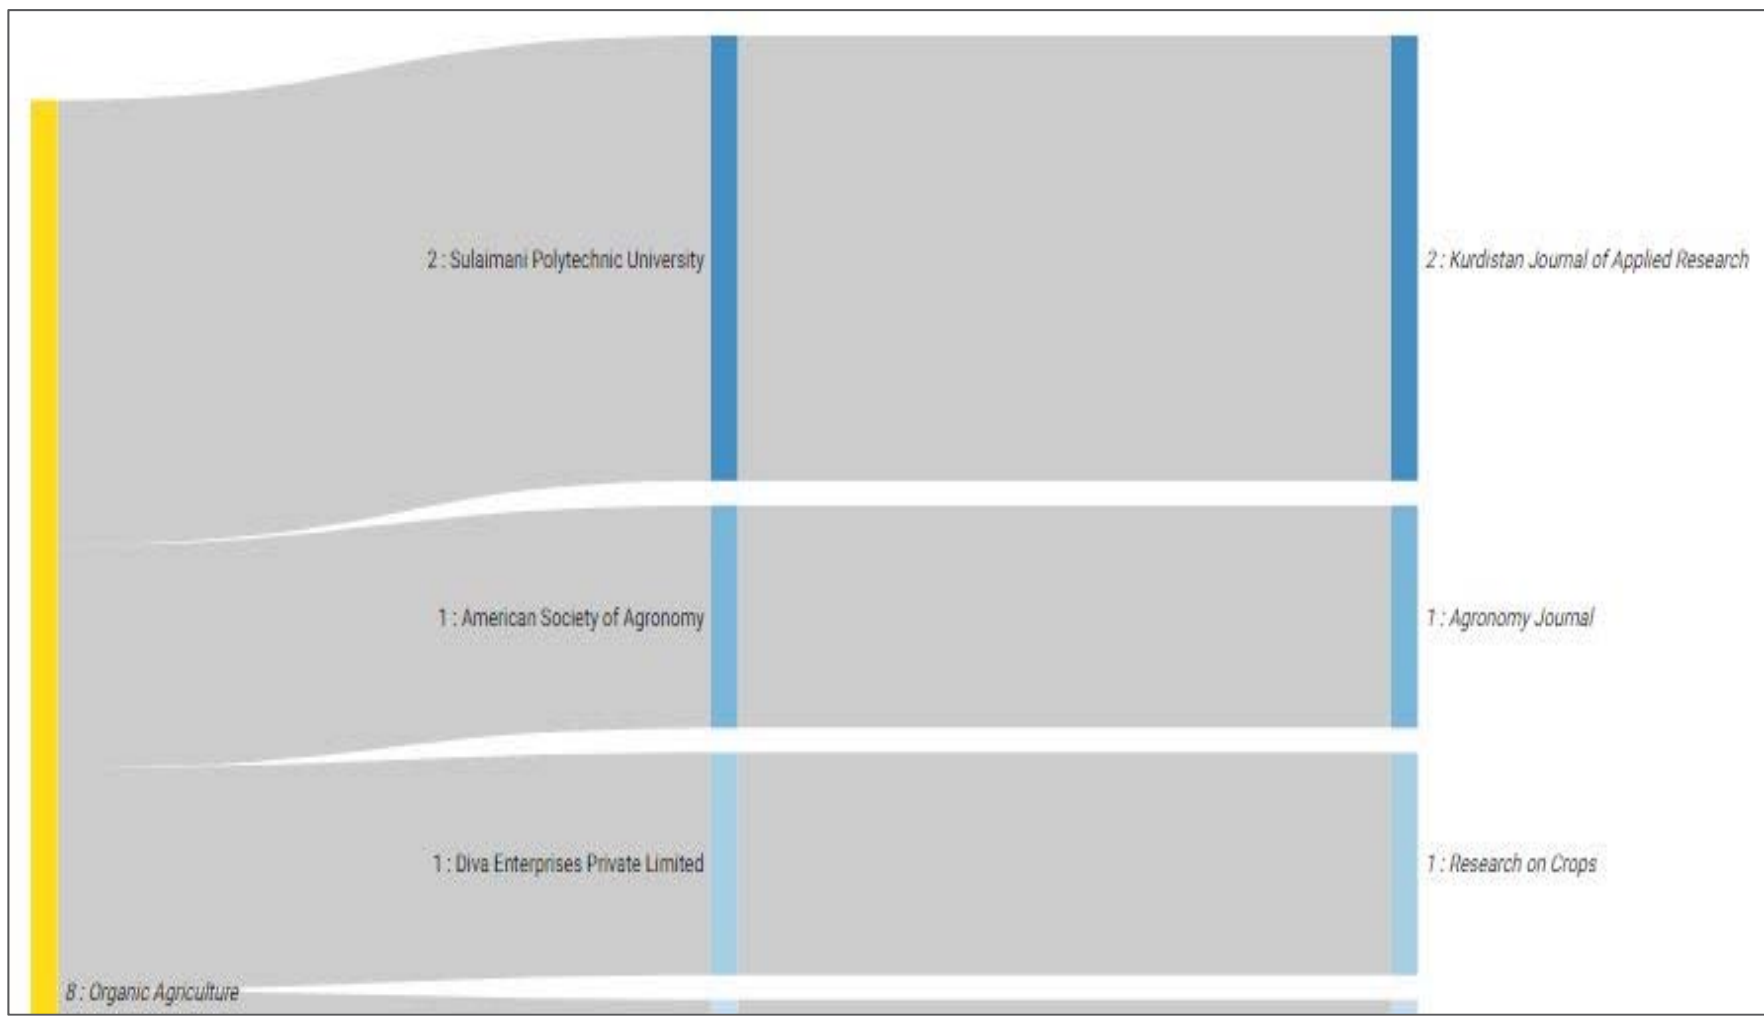 2 : Sulaimani Polytechnic University
2 : Kurdistan Journal of Applied Research
1 : American Society of Agronomy
1 : Agronomy Journal
1 : Diva Enterprises Private Limited
1 : Research on Crops
8 : Organic Agriculture